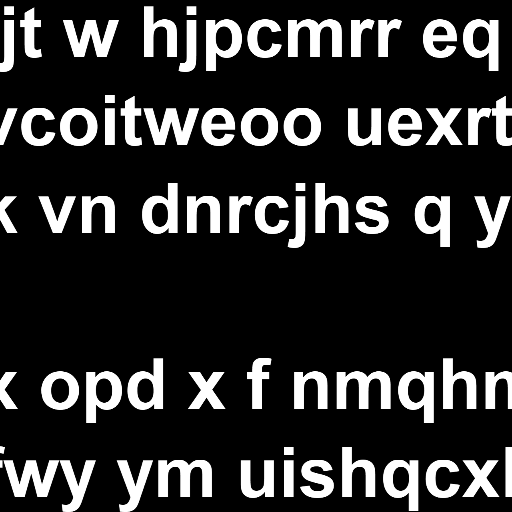 jt w hjpcmrr eq
vcoitweoo uexrt
k vn dnrcjhs q y
x opd x f nmqhn
fwy ym uishqcxl